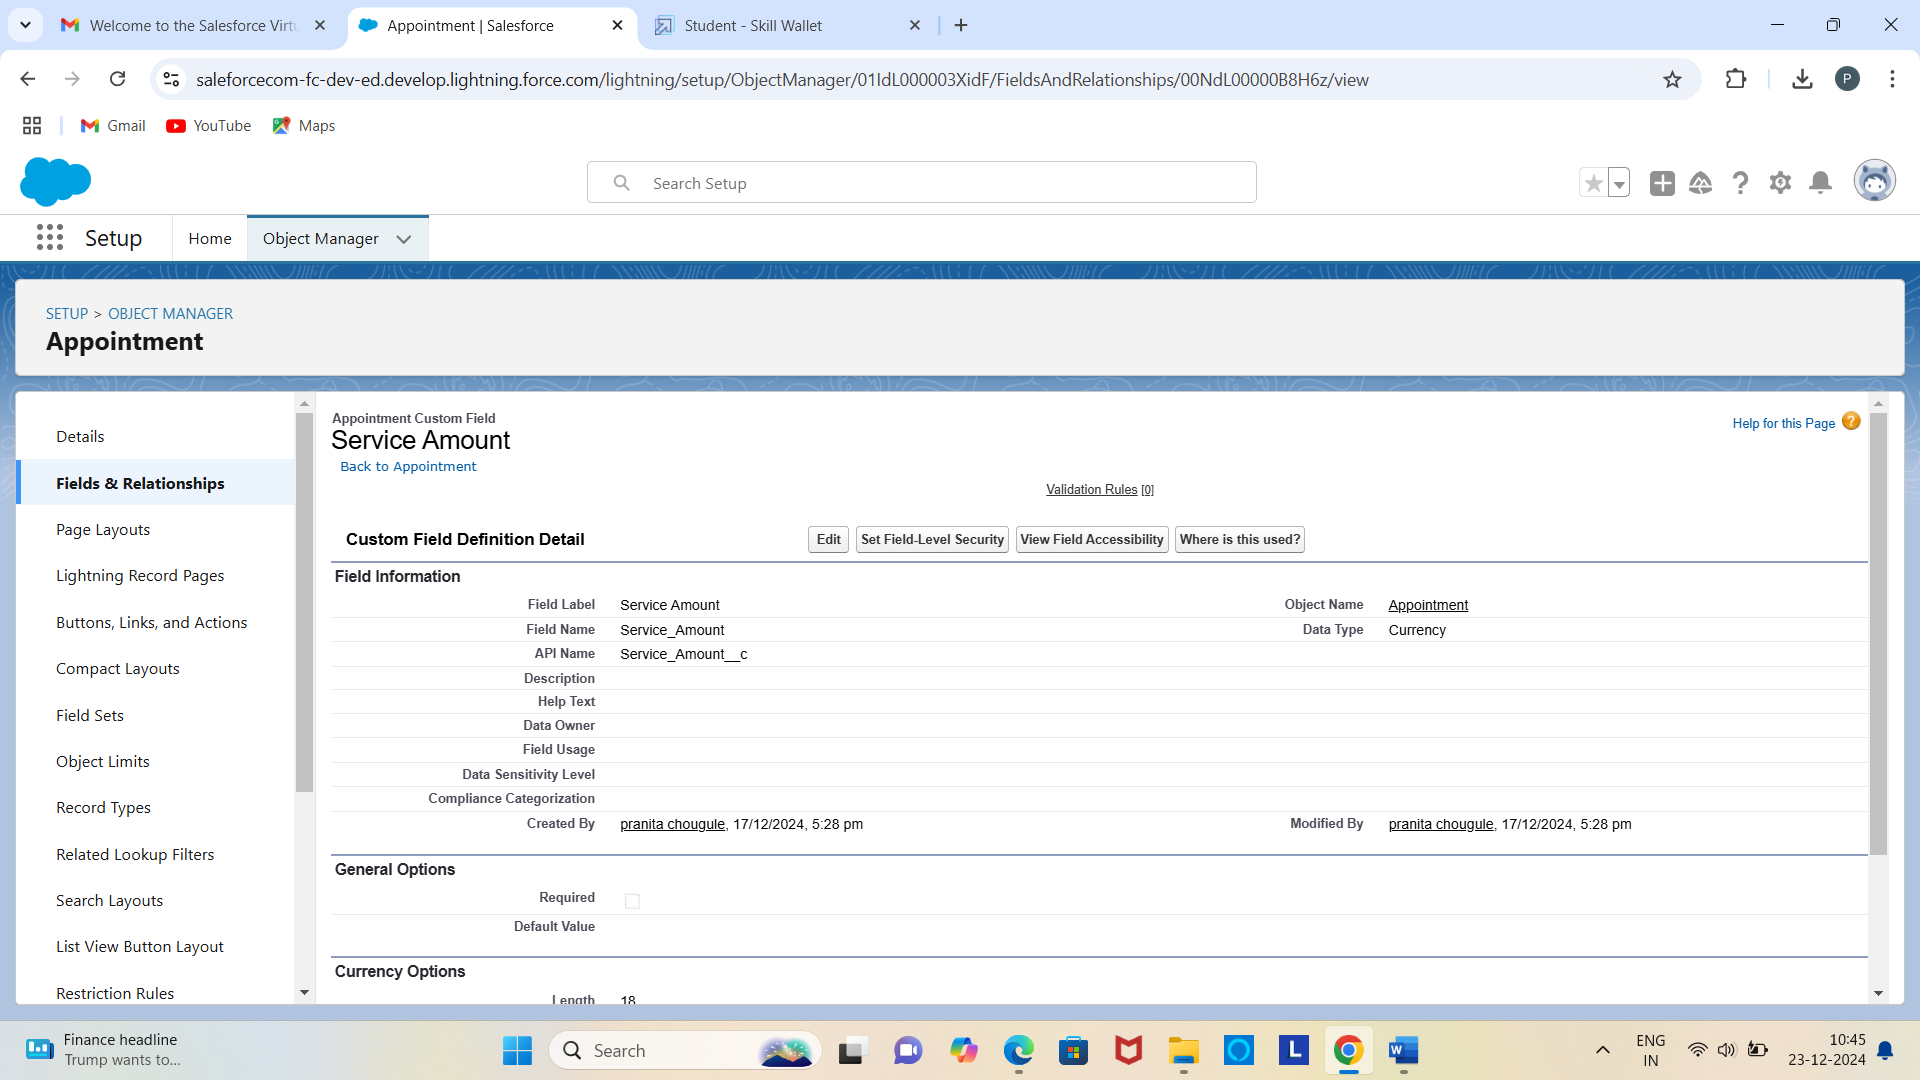 Welcome to the Salesforce Virtu
Appointment | Salesforce
Student - Skill Wallet
saleforcecom-fc-dev-ed.develop.lightning.force.com/lightning/setup/ObjectManager/01IdL000003XidF/FieldsAndRelationships/00NdL00000B8H6z/view
P
Gmail
YouTube
Maps
Search Setup
Setup
Home
Object Manager
SETUP > OBJECT MANAGER
Appointment
Details
Fields & Relationships
Page Layouts
Lightning Record Pages
Buttons, Links, and Actions
Compact Layouts
Field Sets
Object Limits
Record Types
Related Lookup Filters
Search Layouts
List View Button Layout
Restriction Rules
Appointment Custom Field
Service Amount
Back to Appointment
Help for this Page ?
Validation Rules [0]
Custom Field Definition Detail
Edit
Set Field-Level Security
View Field Accessibility
Where is this used?
Field Information
Field Label Service Amount
Object Name Appointment
Field Name Service_Amount
Data Type Currency
API Name Service_Amount__c
Description
Help Text
Data Owner
Field Usage
Data Sensitivity Level
Compliance Categorization
Created By pranita chougule, 17/12/2024, 5:28 pm
Modified By pranita chougule, 17/12/2024, 5:28 pm
General Options
Required
Default Value
Currency Options
Length 18
Finance headline
Trump wants to...
Search
L
W
ENG
IN
10:45
23-12-2024